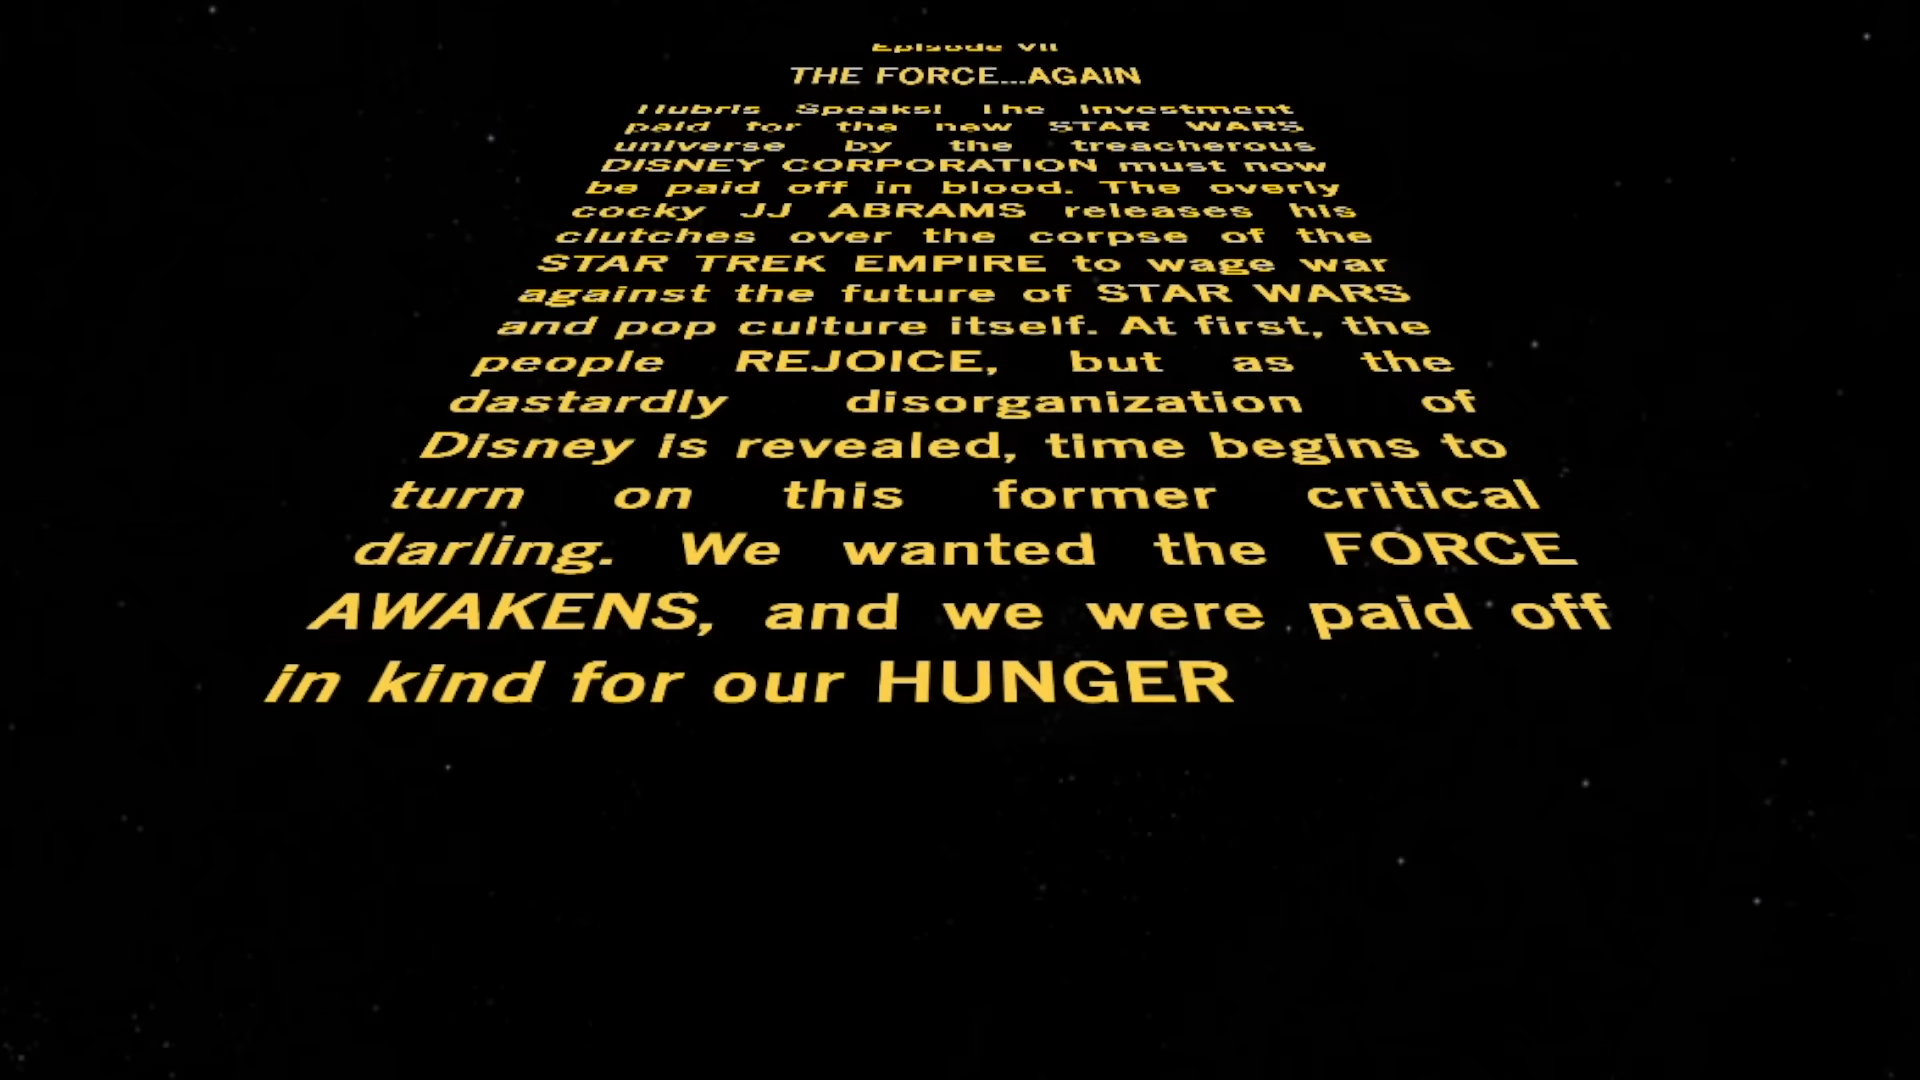 Episode VII
THE FORCE...AGAIN
Hubris Speaks! The investment
paid for the new STAR WARS
universe by the treacherous
DISNEY CORPORATION must now
be paid off in blood. The overly
cocky JJ ABRAMS releases his
clutches over the corpse of the
STAR TREK EMPIRE to wage war
against the future of STAR WARS
and pop culture itself. At first, the
people REJOICE, but as the
dastardly disorganization of
Disney is revealed, time begins to
turn on this former critical
darling. We wanted the FORCE
AWAKENS, and we were paid off
in kind for our HUNGER